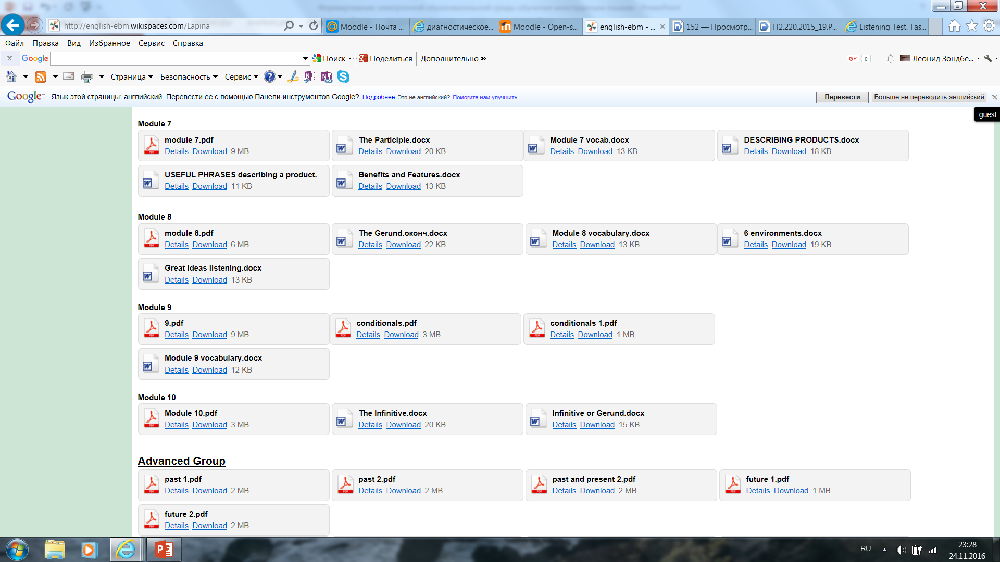 http://english-ebm.wikispaces.com/Lapina
Moodle - Почта ...
диагностическое...
Moodle - Open-s...
english-ebm - ...
152 — Просмотр...
H2.220.2015_19.P...
Listening Test. Tas...
Файл Правка Вид Избранное Сервис Справка
x Google Поиск Поделиться Дополнительно »
G+1 0 Леонид Зондбе...
Страница Безопасность Сервис
Google™ Язык этой страницы: английский. Перевести ее с помощью Панели инструментов Google? Подробнее Это не английский? Помогите нам улучшить Перевести Больше не переводить английский
guest
Module 7
module 7.pdf
Details Download 9 MB
The Participle.docx
Details Download 20 KB
Module 7 vocab.docx
Details Download 13 KB
DESCRIBING PRODUCTS.docx
Details Download 18 KB
USEFUL PHRASES describing a product....
Details Download 11 KB
Benefits and Features.docx
Details Download 13 KB
Module 8
module 8.pdf
Details Download 6 MB
The Gerund.оконч.docx
Details Download 22 KB
Module 8 vocabulary.docx
Details Download 13 KB
6 environments.docx
Details Download 19 KB
Great Ideas listening.docx
Details Download 13 KB
Module 9
9.pdf
Details Download 9 MB
conditionals.pdf
Details Download 3 MB
conditionals 1.pdf
Details Download 1 MB
Module 9 vocabulary.docx
Details Download 12 KB
Module 10
Module 10.pdf
Details Download 3 MB
The Infinitive.docx
Details Download 20 KB
Infinitive or Gerund.docx
Details Download 15 KB
Advanced Group
past 1.pdf
Details Download 2 MB
past 2.pdf
Details Download 2 MB
past and present 2.pdf
Details Download 2 MB
future 1.pdf
Details Download 1 MB
future 2.pdf
Details Download 2 MB
RU
23:28
24.11.2016